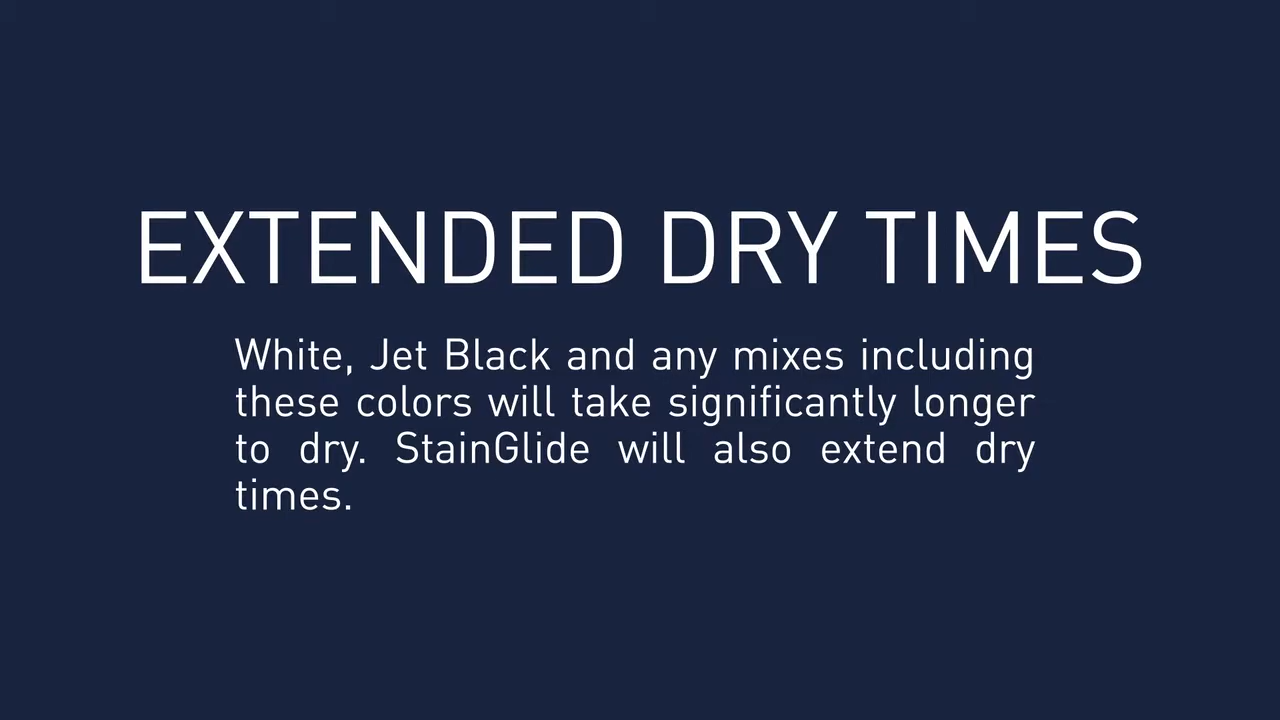 EXTENDED DRY TIMES
White, Jet Black and any mixes including
these colors will take significantly longer
to dry. StainGlide will also extend dry
times.